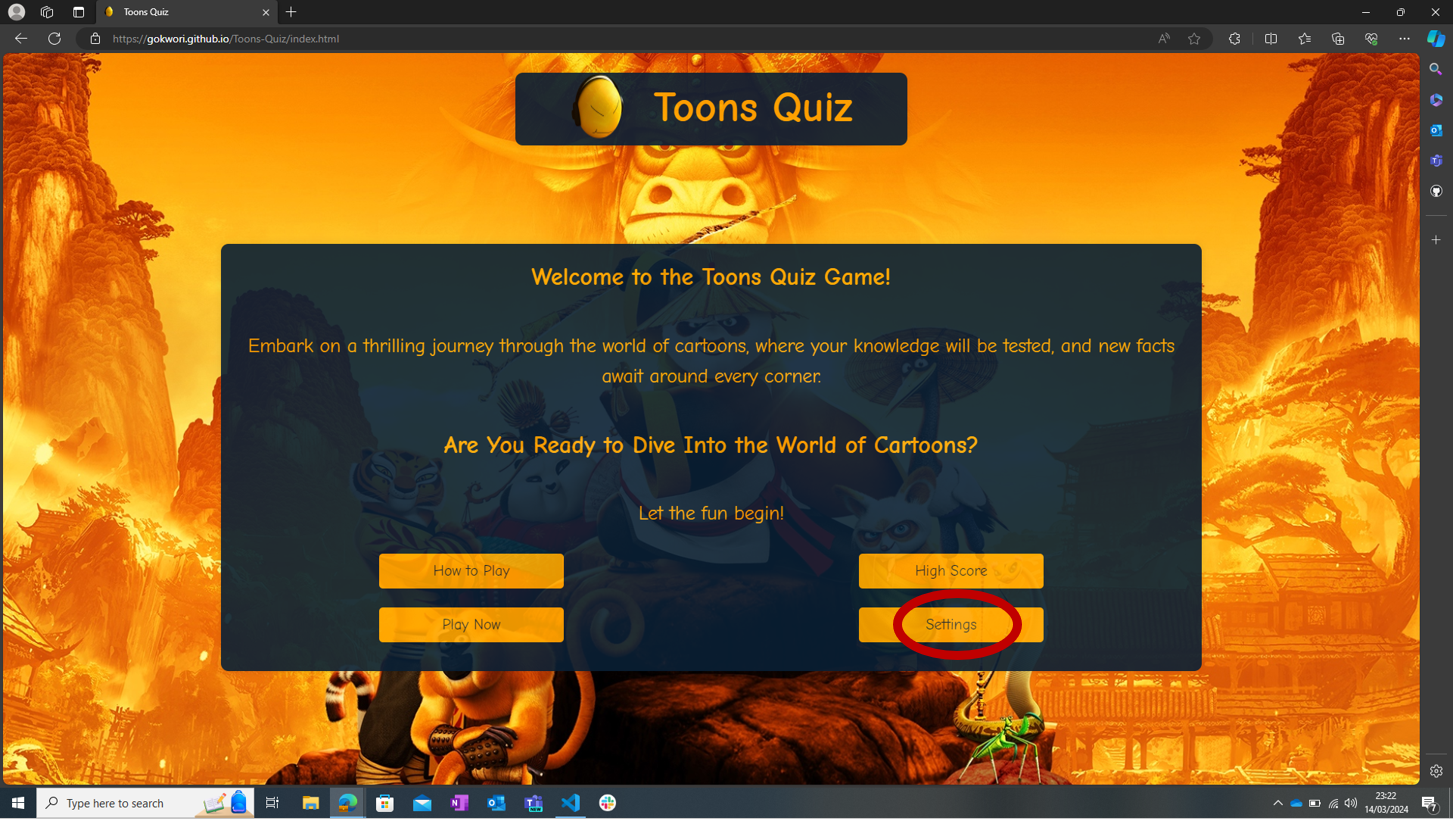 Toons Quiz
https://gokwori.github.io/Toons-Quiz/index.html
Toons Quiz
Welcome to the Toons Quiz Game!
Embark on a thrilling journey through the world of cartoons, where your knowledge will be tested, and new facts
await around every corner.
Are You Ready to Dive Into the World of Cartoons?
Let the fun begin!
How to Play
High Score
Play Now
Settings
Type here to search
23:22
14/03/2024
7